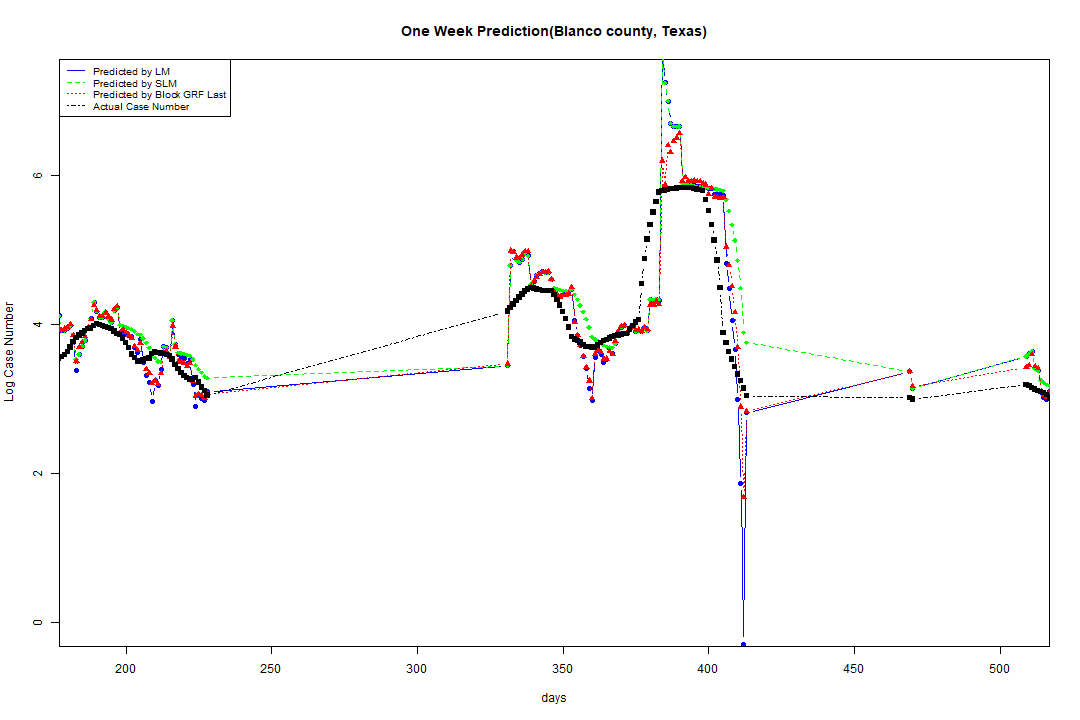 One Week Prediction(Blanco county, Texas)
Predicted by LM
Predicted by SLM
Predicted by Block GRF Last
Actual Case Number
Log Case Number
6
4
2
0
200 250 300 350 400 450 500
days